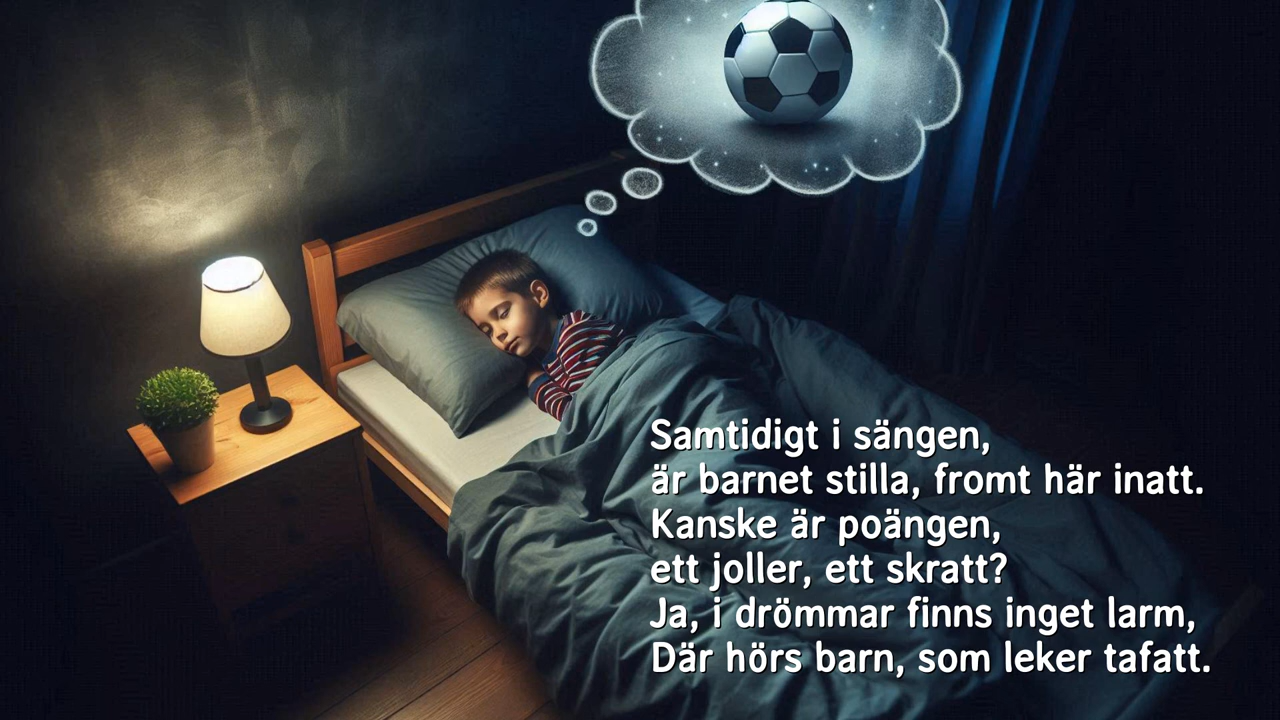 Samtidigt i sängen,
är barnet stilla, fromt här inatt.
Kanske är poängen,
ett joller, ett skratt?
Ja, i drömmar finns inget larm,
Där hörs barn, som leker tafatt.